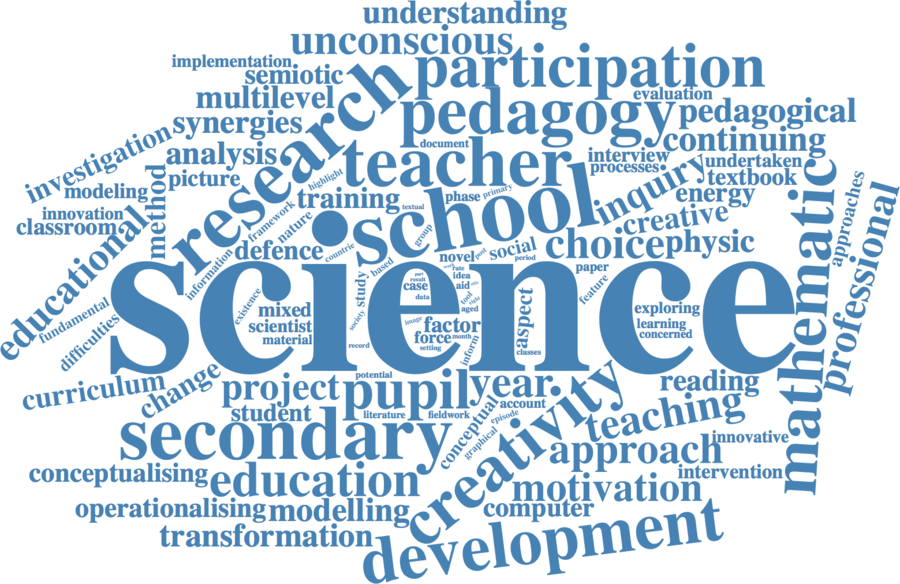 understanding
unconscious
implementation
semiotic
participation
multilevel
research
evaluation
synergies
pedagogy
pedagogical
continuing
investigation
analysis
document
teacher
interview
processes
undertaken
modeling
method
picture
highlight
inquiry
textbook
innovation
training
textual
phase
primary
energy
classroom
framework
nature
school
creative
mathematic
approaches
professional
educational
information
defence
countrie
group
novel
social
period
choice
physic
science
study
based
post
paper
feature
existence
mixed
scientist
material
society
record
part
result
case
data
rate
idea
aid
tool
aged
image
factor
force
month
setting
inform
aspect
classes
exploring
learning
concerned
fundamental
difficulties
curriculum
change
project
potential
pupil
year
reading
student
literature
fieldwork
account
episode
conceptual
graphical
creativity
teaching
secondary
approach
innovative
conceptualising
education
intervention
motivation
operationalising
modelling
computer
transformation
development